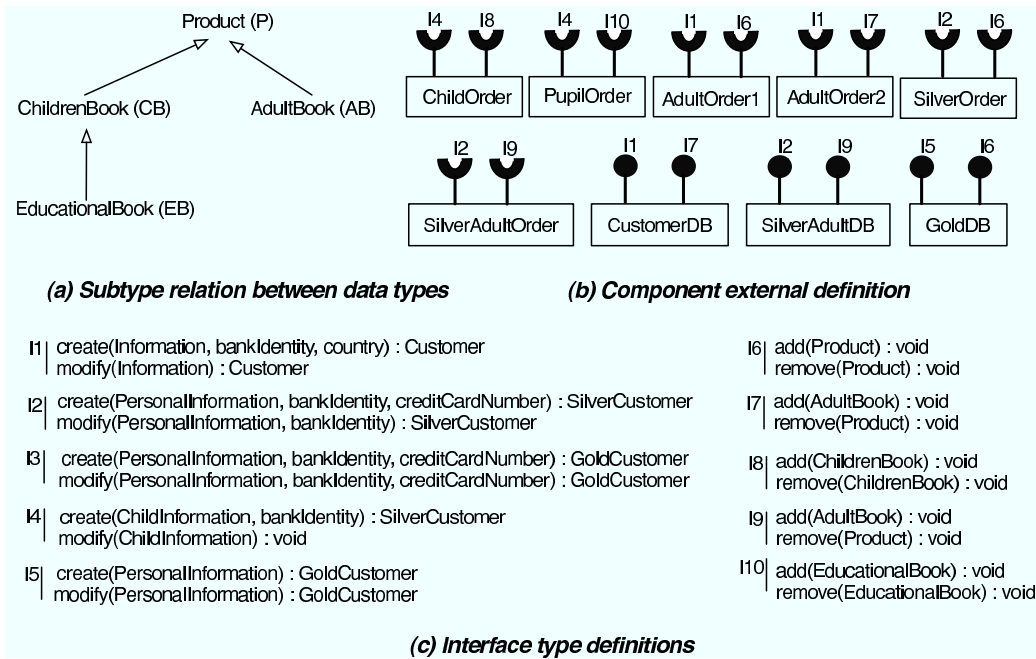 Product (P)
ChildrenBook (CB)
AdultBook (AB)
EducationalBook (EB)
I4 I8 I4 I10 I1 I6 I1 I7 I2 I6
ChildOrder PupilOrder AdultOrder1 AdultOrder2 SilverOrder
I2 I9 I1 I7 I2 I9 I5 I6
SilverAdultOrder CustomerDB SilverAdultDB GoldDB
(a) Subtype relation between data types
(b) Component external definition
I1 create(Information, bankIdentity, country) : Customer
modify(Information) : Customer
I2 create(PersonalInformation, bankIdentity, creditCardNumber) : SilverCustomer
modify(PersonalInformation, bankIdentity) : SilverCustomer
I3 create(PersonalInformation, bankIdentity, creditCardNumber) : GoldCustomer
modify(PersonalInformation, bankIdentity, creditCardNumber) : GoldCustomer
I4 create(ChildInformation, bankIdentity) : SilverCustomer
modify(ChildInformation) : void
I5 create(PersonalInformation) : GoldCustomer
modify(PersonalInformation) : GoldCustomer
I6 add(Product) : void
remove(Product) : void
I7 add(AdultBook) : void
remove(Product) : void
I8 add(ChildrenBook) : void
remove(ChildrenBook) : void
I9 add(AdultBook) : void
remove(Product) : void
I10 add(EducationalBook) : void
remove(EducationalBook) : void
(c) Interface type definitions